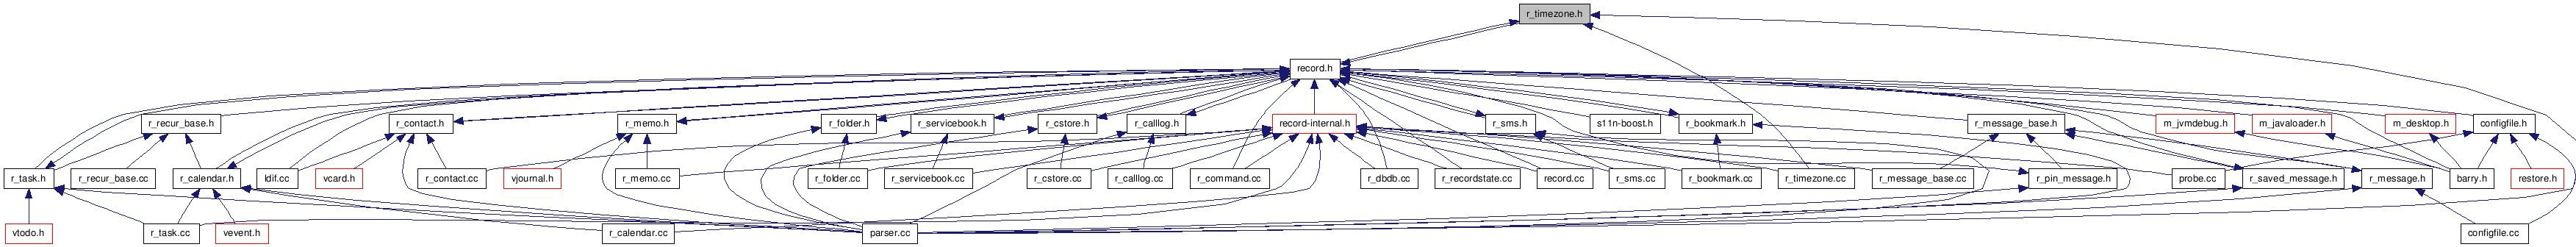 r_timezone.h
record.h
r_recur_base.h
r_contact.h
r_memo.h
r_folder.h
r_servicebook.h
r_cstore.h
r_calllog.h
record-internal.h
r_sms.h
s11n-boost.h
r_bookmark.h
r_message_base.h
m_jvmdebug.h
m_javaloader.h
m_desktop.h
configfile.h
r_task.h
r_recur_base.cc
r_calendar.h
ldif.cc
vcard.h
r_contact.cc
vjournal.h
r_memo.cc
r_folder.cc
r_servicebook.cc
r_cstore.cc
r_calllog.cc
r_command.cc
r_dbdb.cc
r_recordstate.cc
record.cc
r_sms.cc
r_bookmark.cc
r_timezone.cc
r_message_base.cc
r_pin_message.h
probe.cc
r_saved_message.h
r_message.h
barry.h
restore.h
vtodo.h
r_task.cc
vevent.h
r_calendar.cc
parser.cc
configfile.cc